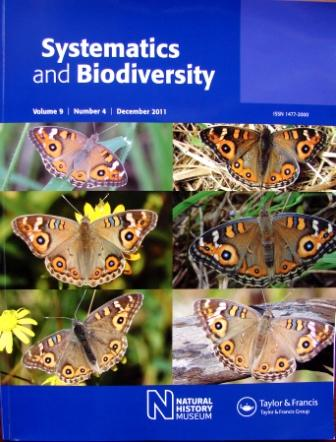 Systematics
and Biodiversity
Volume 9 | Number 4 | December 2011
ISSN 1477-2000
N
NATURAL
HISTORY
MUSEUM
Taylor & Francis
Taylor & Francis Group